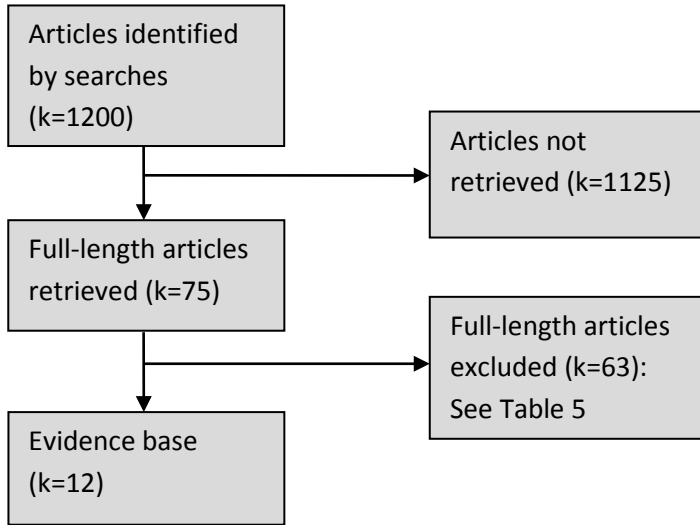 Articles identified
by searches
(k=1200)
Articles not
retrieved (k=1125)
Full-length articles
retrieved (k=75)
Full-length articles
excluded (k=63):
See Table 5
Evidence base
(k=12)